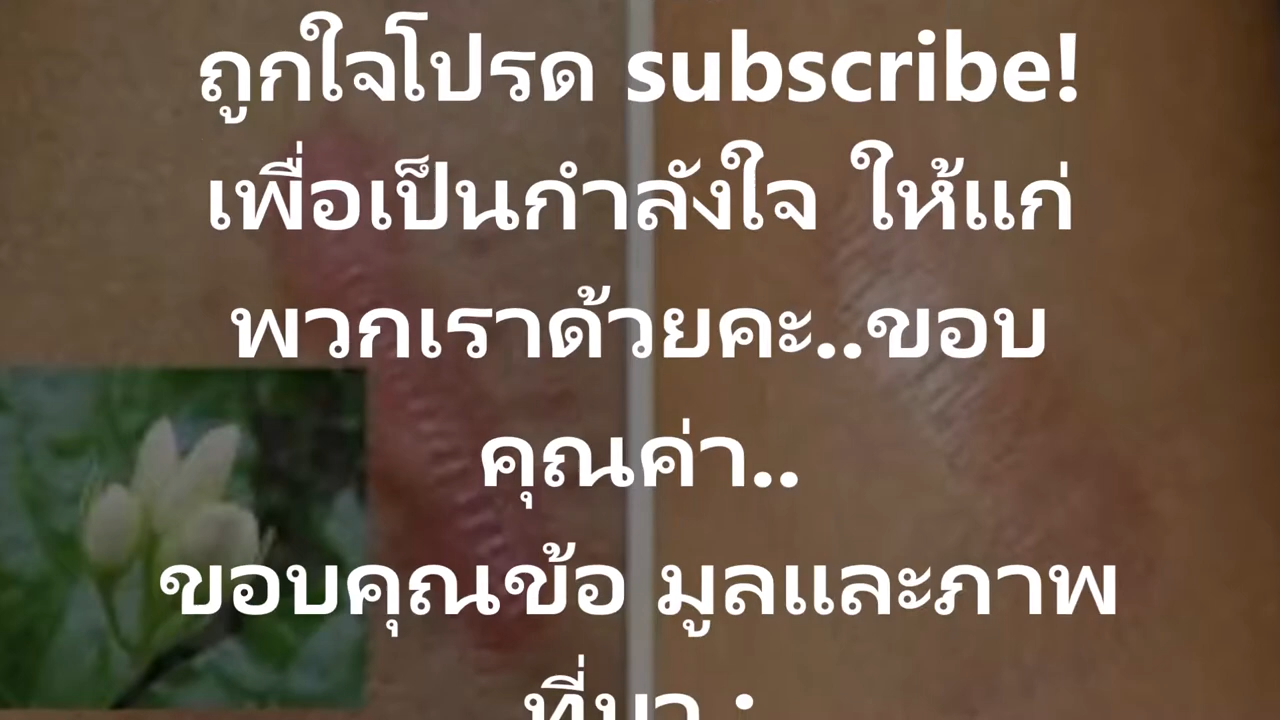 ถูกใจโปรด subscribe!
เพื่อเป็นกำลังใจ ให้แก่
พวกเราด้วยคะ..ขอบ
คุณค่า..
ขอบคุณข้อ มูลและภาพ
ที่มา :